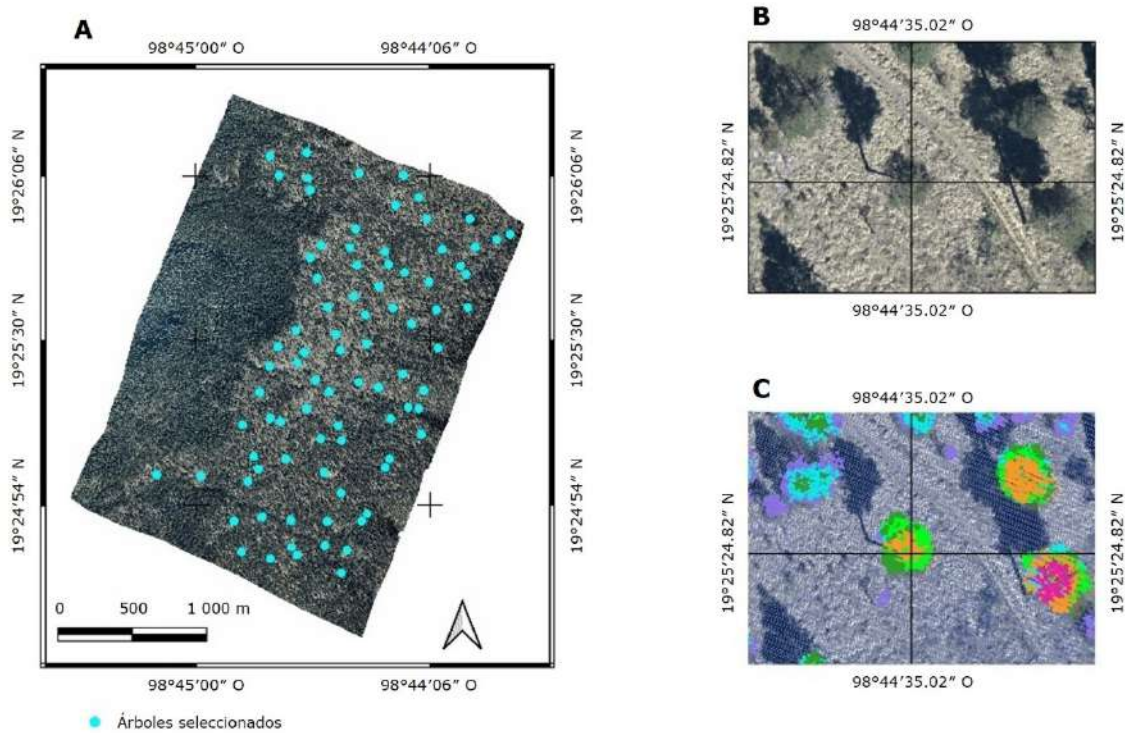 A
98°45′00″ O
98°44′06″ O
19°26′06″ N
19°26′06″ N
19°25′30″ N
19°25′30″ N
19°24′54″ N
19°24′54″ N
0
500
1 000 m
98°45′00″ O
98°44′06″ O
Árboles seleccionados
B
98°44′35.02″ O
19°25′24.82″ N
19°25′24.82″ N
98°44′35.02″ O
C
98°44′35.02″ O
19°25′24.82″ N
19°25′24.82″ N
98°44′35.02″ O